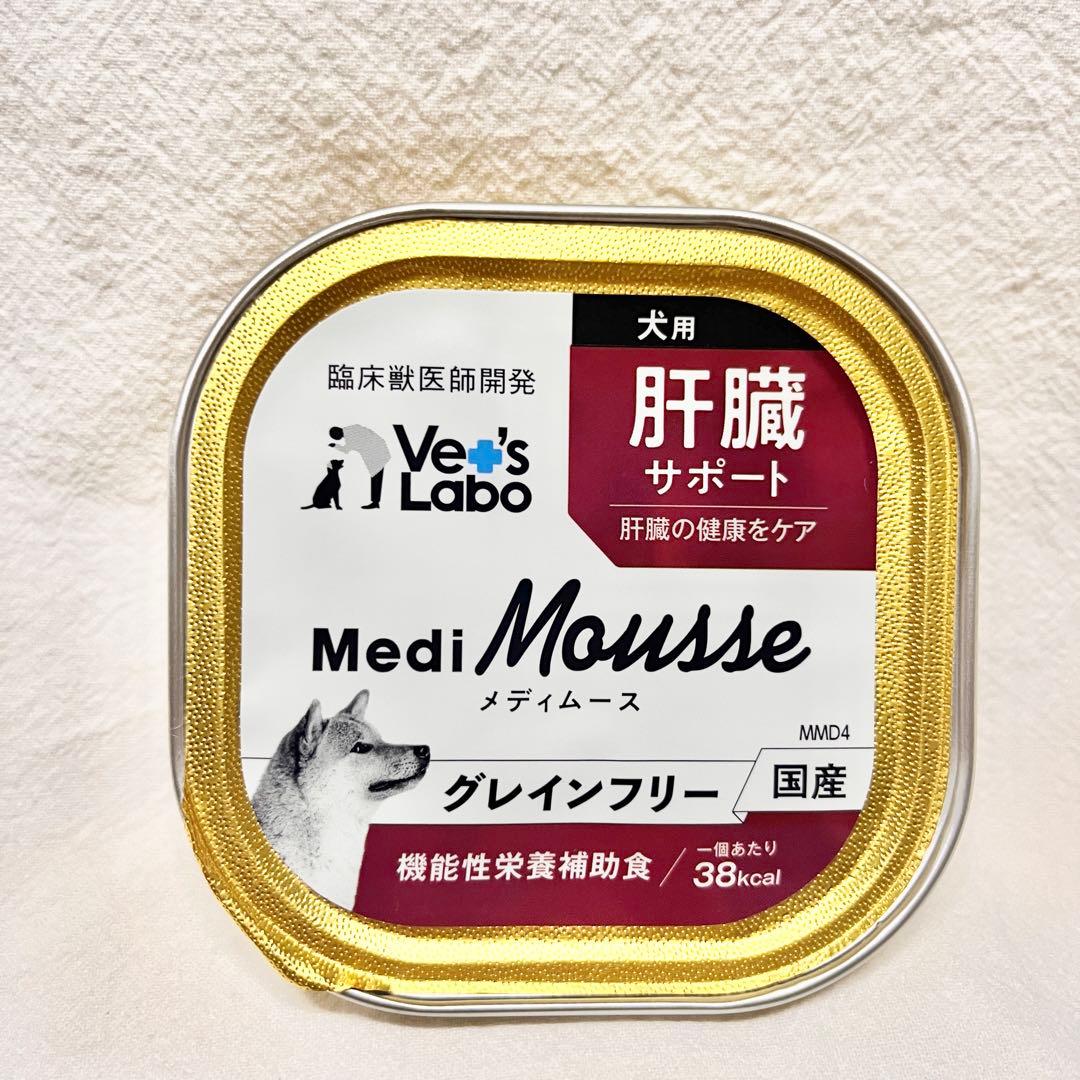 犬用
肝臓
サポート
肝臓の健康をケア
臨床獣医師開発
Vet's
Labo
Medi Mousse
メディムース
MMD4
グレインフリー
国産
機能性栄養補助食
一個あたり
38kcal